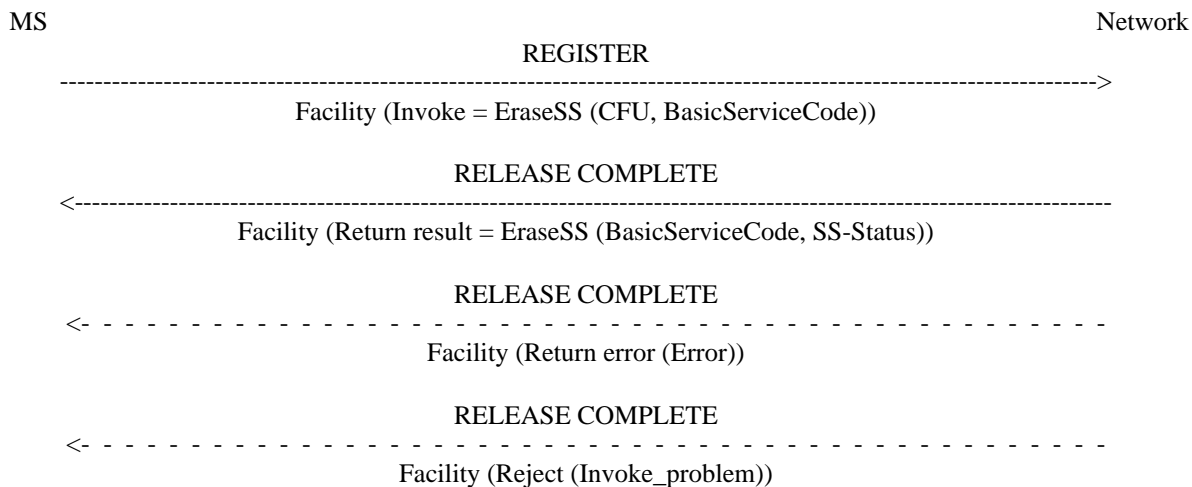 MS Network
REGISTER
------------------------------------------------------------------------------------------------------------------------>
Facility (Invoke = EraseSS (CFU, BasicServiceCode))
RELEASE COMPLETE
<------------------------------------------------------------------------------------------------------------------------
Facility (Return result = EraseSS (BasicServiceCode, SS-Status))
RELEASE COMPLETE
<- - - - - - - - - - - - - - - - - - - - - - - - - - - - - - - - - - - - - - - - - - - - - - - - - - - - - - - - -
Facility (Return error (Error))
RELEASE COMPLETE
<- - - - - - - - - - - - - - - - - - - - - - - - - - - - - - - - - - - - - - - - - - - - - - - - - - - - - - - - -
Facility (Reject (Invoke_problem))